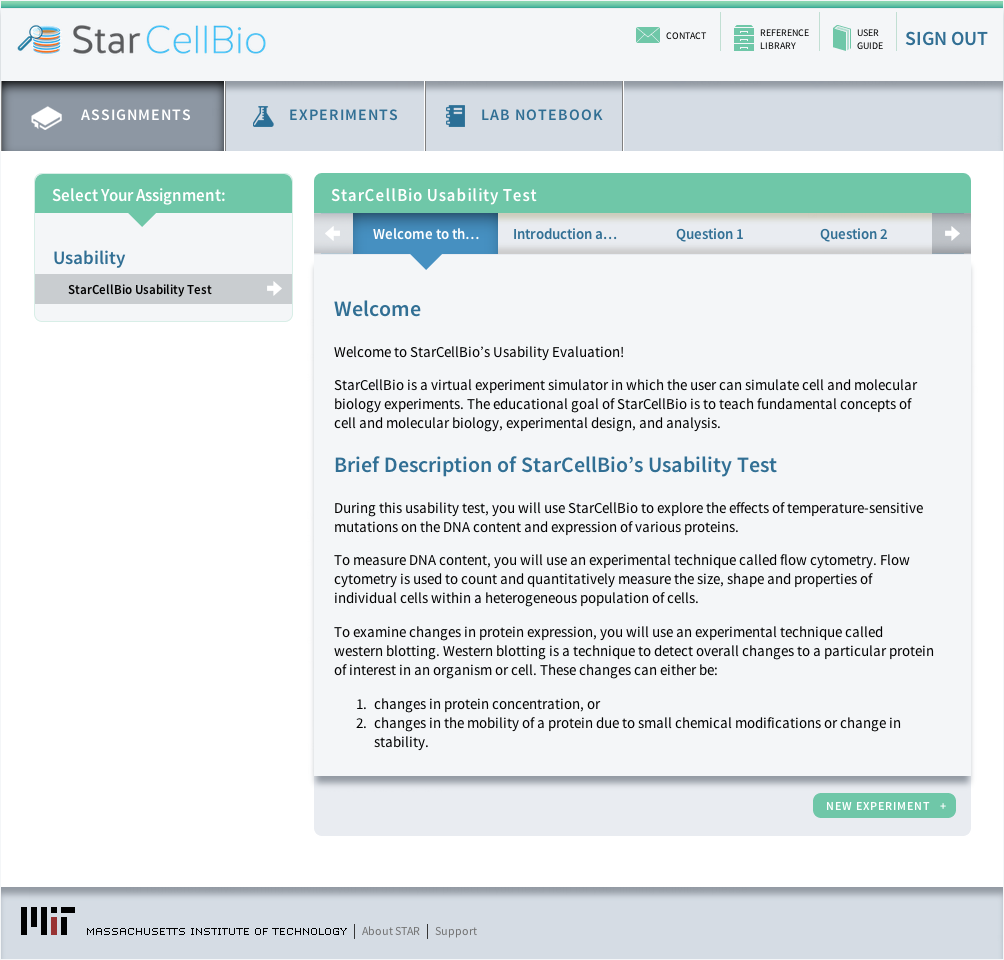 StarCellBio
CONTACT
REFERENCE
LIBRARY
USER
GUIDE
SIGN OUT
ASSIGNMENTS
EXPERIMENTS
LAB NOTEBOOK
Select Your Assignment:
Usability
StarCellBio Usability Test
StarCellBio Usability Test
Welcome to th…
Introduction a…
Question 1
Question 2
Welcome
Welcome to StarCellBio’s Usability Evaluation!
StarCellBio is a virtual experiment simulator in which the user can simulate cell and molecular
biology experiments. The educational goal of StarCellBio is to teach fundamental concepts of
cell and molecular biology, experimental design, and analysis.
Brief Description of StarCellBio’s Usability Test
During this usability test, you will use StarCellBio to explore the effects of temperature-sensitive
mutations on the DNA content and expression of various proteins.
To measure DNA content, you will use an experimental technique called flow cytometry. Flow
cytometry is used to count and quantitatively measure the size, shape and properties of
individual cells within a heterogeneous population of cells.
To examine changes in protein expression, you will use an experimental technique called
western blotting. Western blotting is a technique to detect overall changes to a particular protein
of interest in an organism or cell. These changes can either be:
1. changes in protein concentration, or
2. changes in the mobility of a protein due to small chemical modifications or change in
stability.
NEW EXPERIMENT +
MIT
MASSACHUSETTS INSTITUTE OF TECHNOLOGY | About STAR | Support